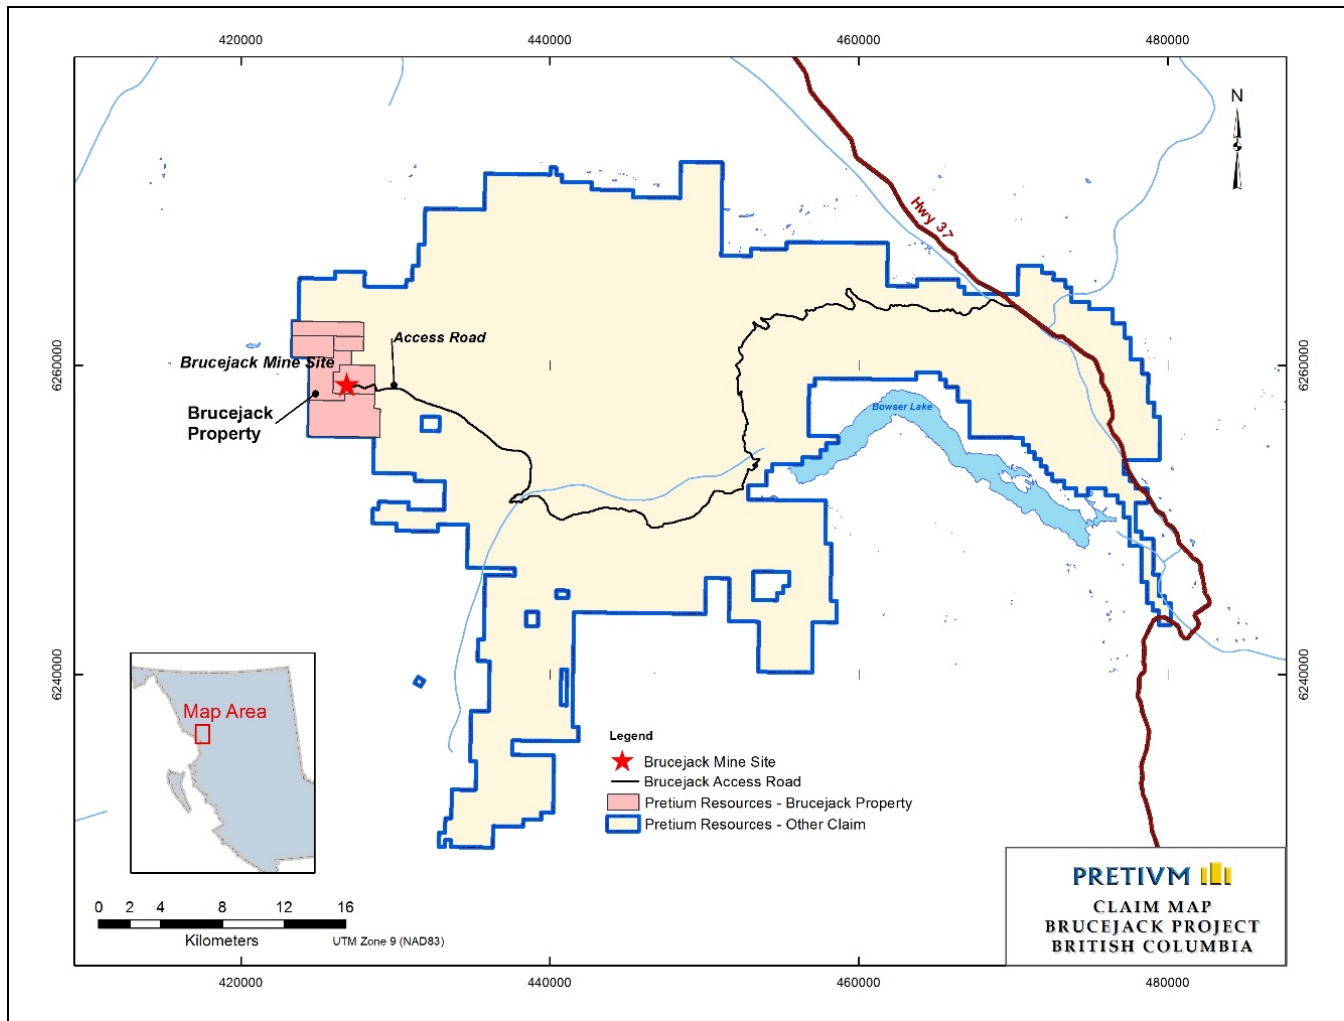 420000
440000
460000
480000
N
Hwy 37
6260000
6260000
Access Road
Brucejack Mine Site
Brucejack
Property
Bowser Lake
6240000
6240000
Map Area
Legend
Brucejack Mine Site
Brucejack Access Road
Pretium Resources - Brucejack Property
Pretium Resources - Other Claim
0 2 4 8 12 16
Kilometers
UTM Zone 9 (NAD83)
PRETIVM
CLAIM MAP
BRUCEJACK PROJECT
BRITISH COLUMBIA
420000
440000
460000
480000